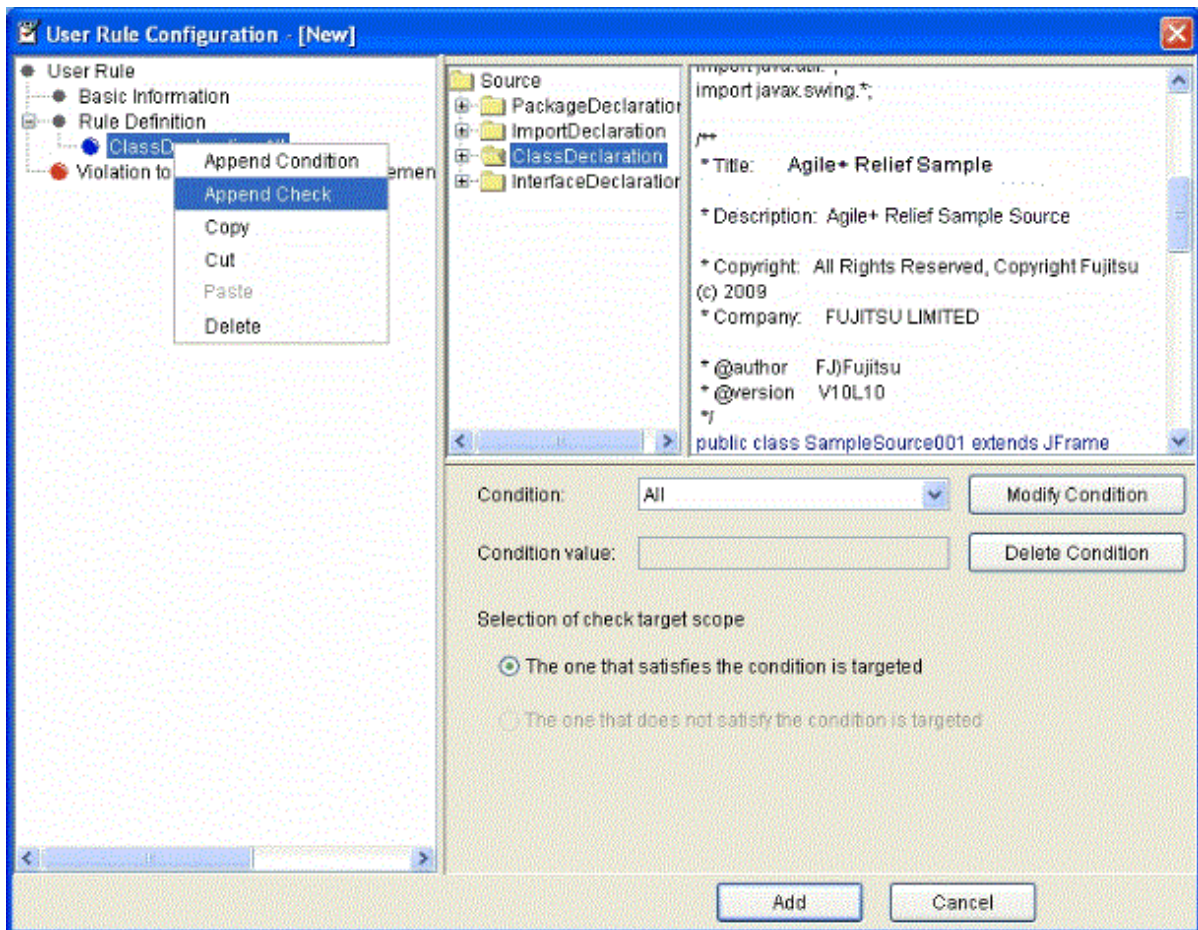 User Rule Configuration - [New]
User Rule
Basic Information
Rule Definition
Violation to
Append Condition
Append Check
Copy
Cut
Paste
Delete
Source
PackageDeclaration
ImportDeclaration
ClassDeclaration
InterfaceDeclaration
import javax.swing.*;
/**
* Title: Agile+ Relief Sample
* Description: Agile+ Relief Sample Source
* Copyright: All Rights Reserved, Copyright Fujitsu
(c) 2009
* Company: FUJITSU LIMITED
* @author FJ)Fujitsu
* @version V10L10
*/
public class SampleSource001 extends JFrame
Condition: All
Modify Condition
Condition value:
Delete Condition
Selection of check target scope
The one that satisfies the condition is targeted
The one that does not satisfy the condition is targeted
Add
Cancel